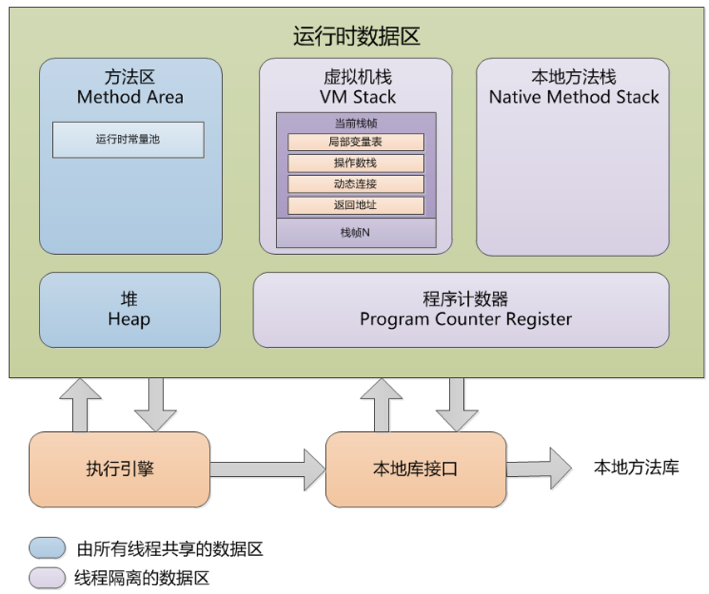 运行时数据区
方法区
Method Area
运行时常量池
虚拟机栈
VM Stack
当前栈帧
局部变量表
操作数栈
动态连接
返回地址
栈帧N
本地方法栈
Native Method Stack
堆
Heap
程序计数器
Program Counter Register
执行引擎
本地库接口
本地方法库
由所有线程共享的数据区
线程隔离的数据区